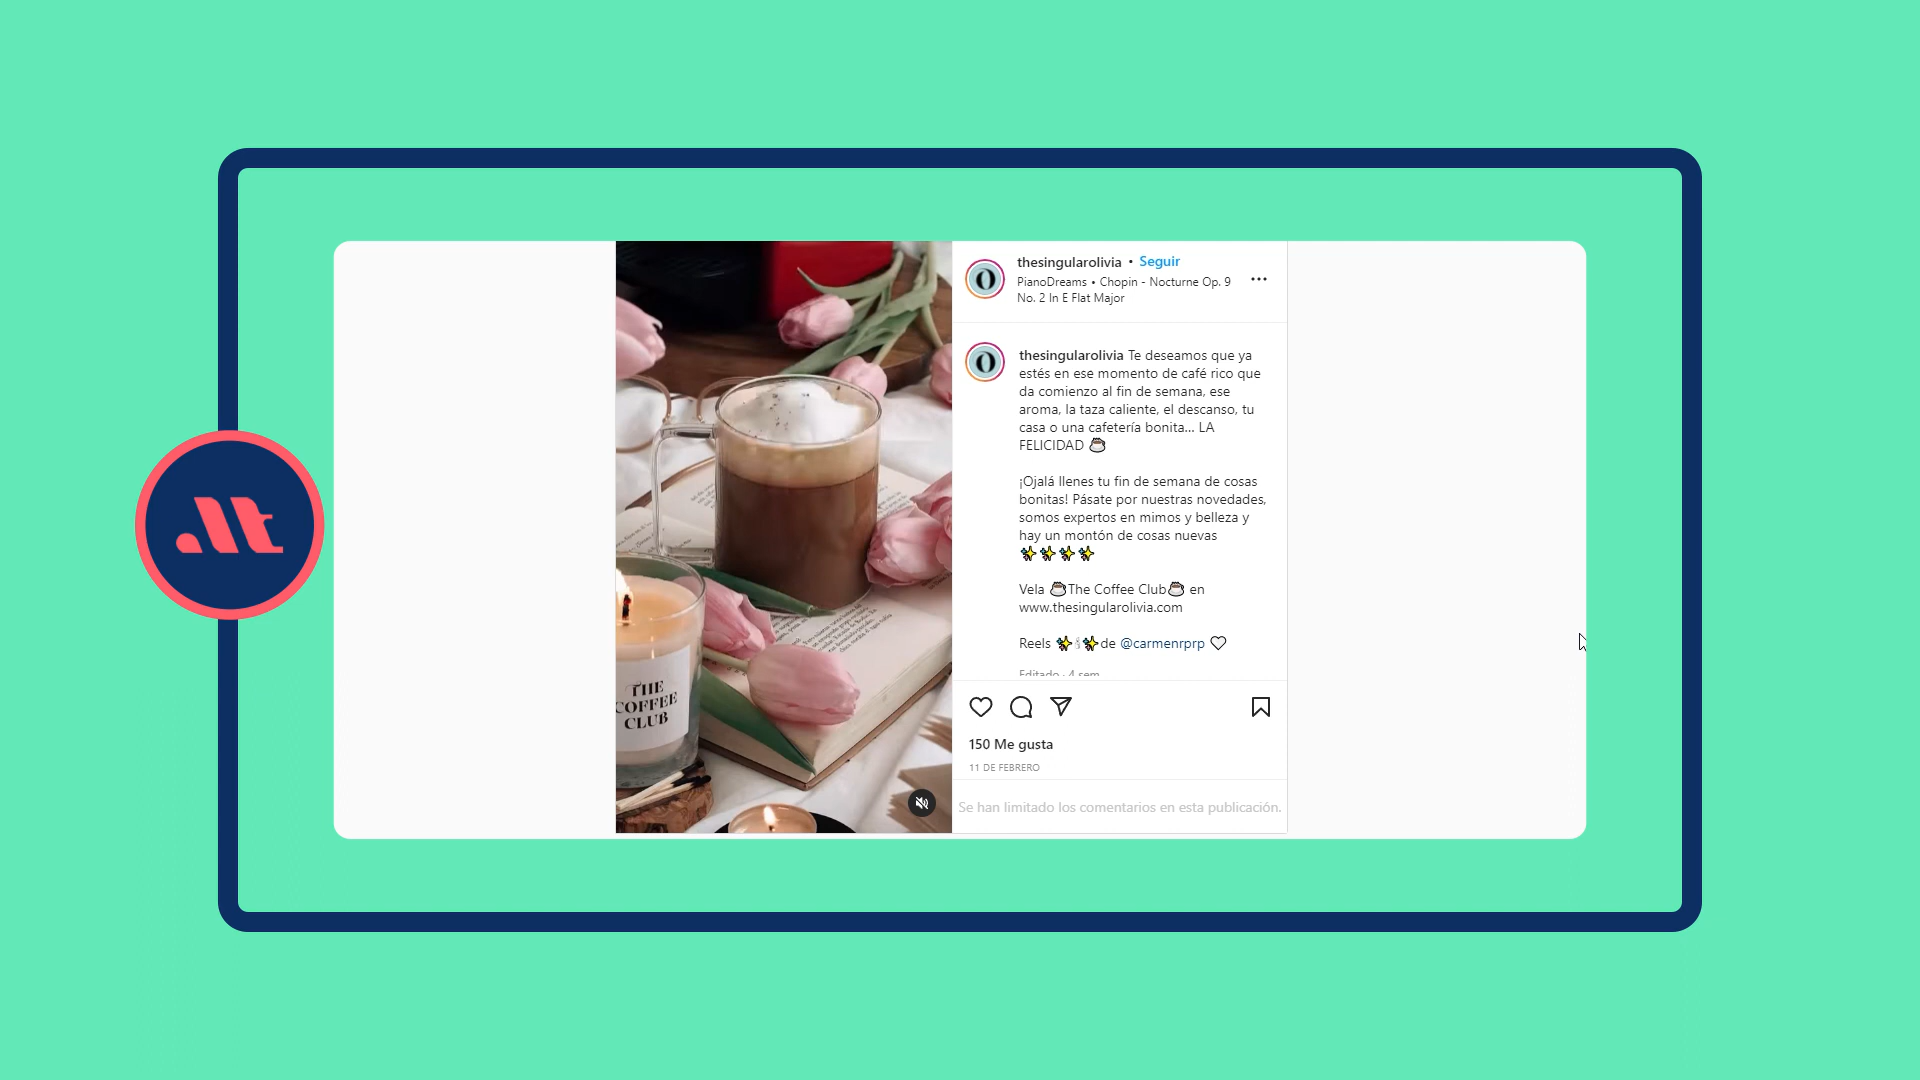 thesingularolivia • Seguir
PianoDreams • Chopin - Nocturne Op. 9
No. 2 In E Flat Major
thesingularolivia Te deseamos que ya
estés en ese momento de café rico que
da comienzo al fin de semana, ese
aroma, la taza caliente, el descanso, tu
casa o una cafetería bonita... LA
FELICIDAD ☕
¡Ojalá llenes tu fin de semana de cosas
bonitas! Pásate por nuestras novedades,
somos expertos en mimos y belleza y
hay un montón de cosas nuevas
✨✨✨✨
Vela ☕The Coffee Club☕ en
www.thesingularolivia.com
Reels ✨🕯✨de @carmenrprp ♡
Editado · 4 sem
150 Me gusta
11 DE FEBRERO
Se han limitado los comentarios en esta publicación.
THE
COFFEE
CLUB